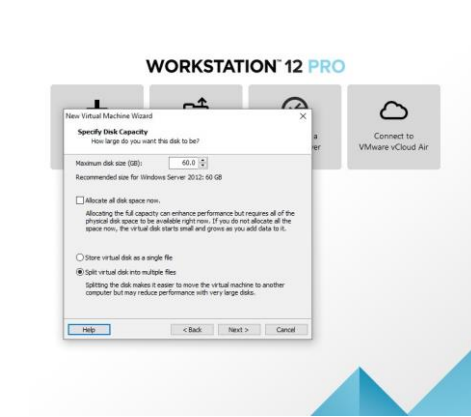 WORKSTATION™ 12 PRO
New Virtual Machine Wizard
Specify Disk Capacity
How large do you want this disk to be?
Maximum disk size (GB):
60.0
Recommended size for Windows Server 2012: 60 GB
Allocate all disk space now.
Allocating the full capacity can enhance performance but requires all of the
physical disk space to be available right now. If you do not allocate all the
space now, the virtual disk starts small and grows as you add data to it.
Store virtual disk as a single file
Split virtual disk into multiple files
Splitting the disk makes it easier to move the virtual machine to another
computer but may reduce performance with very large disks.
Help
< Back
Next >
Cancel
a
er
Connect to
VMware vCloud Air